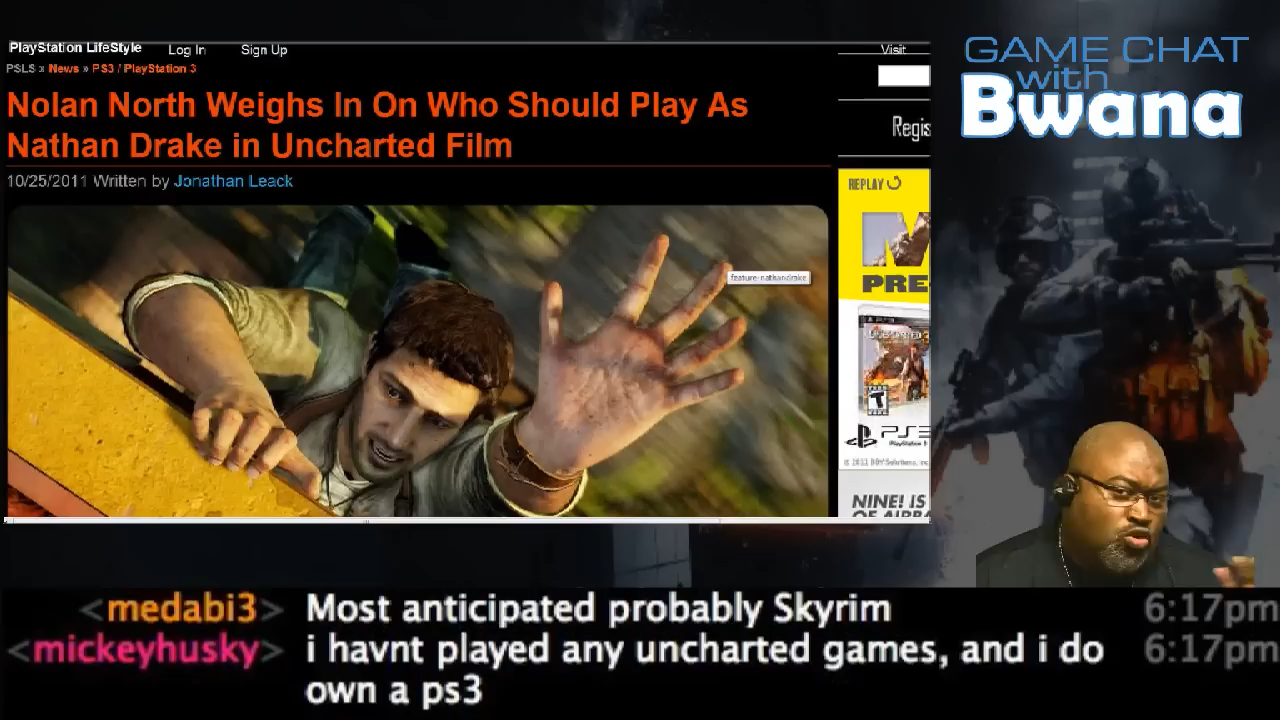 PlayStation LifeStyle Log In Sign Up Visit
PSLS » News » PS3 / PlayStation 3
Nolan North Weighs In On Who Should Play As
Nathan Drake in Uncharted Film
10/25/2011 Written by Jonathan Leack
Regis
feature-nathandrake
REPLAY
PRE
T
PS3
PlayStation 3
NINE! IS
GAME CHAT
with
Bwana
<medabi3> Most anticipated probably Skyrim 6:17pm
<mickeyhusky> i havnt played any uncharted games, and i do 6:17pm
own a ps3